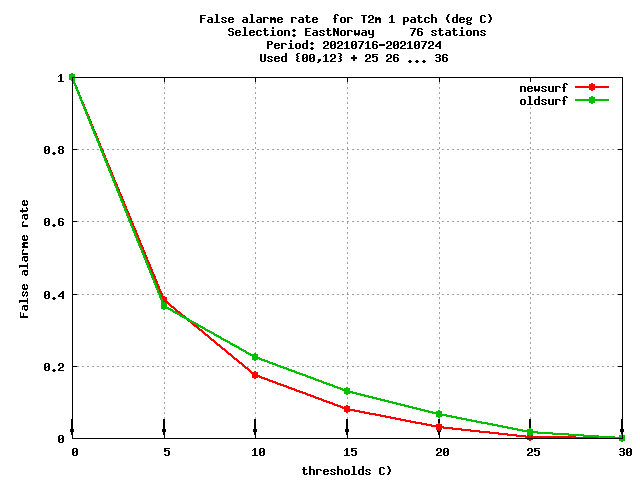 False alarme rate  for T2m 1 patch (deg C)
Selection: EastNorway     76 stations
Period: 20210716-20210724
Used {00,12} + 25 26 ... 36
newsurf
oldsurf
1
0.8
0.6
0.4
0.2
0
False alarme rate
0 5 10 15 20 25 30
thresholds C)